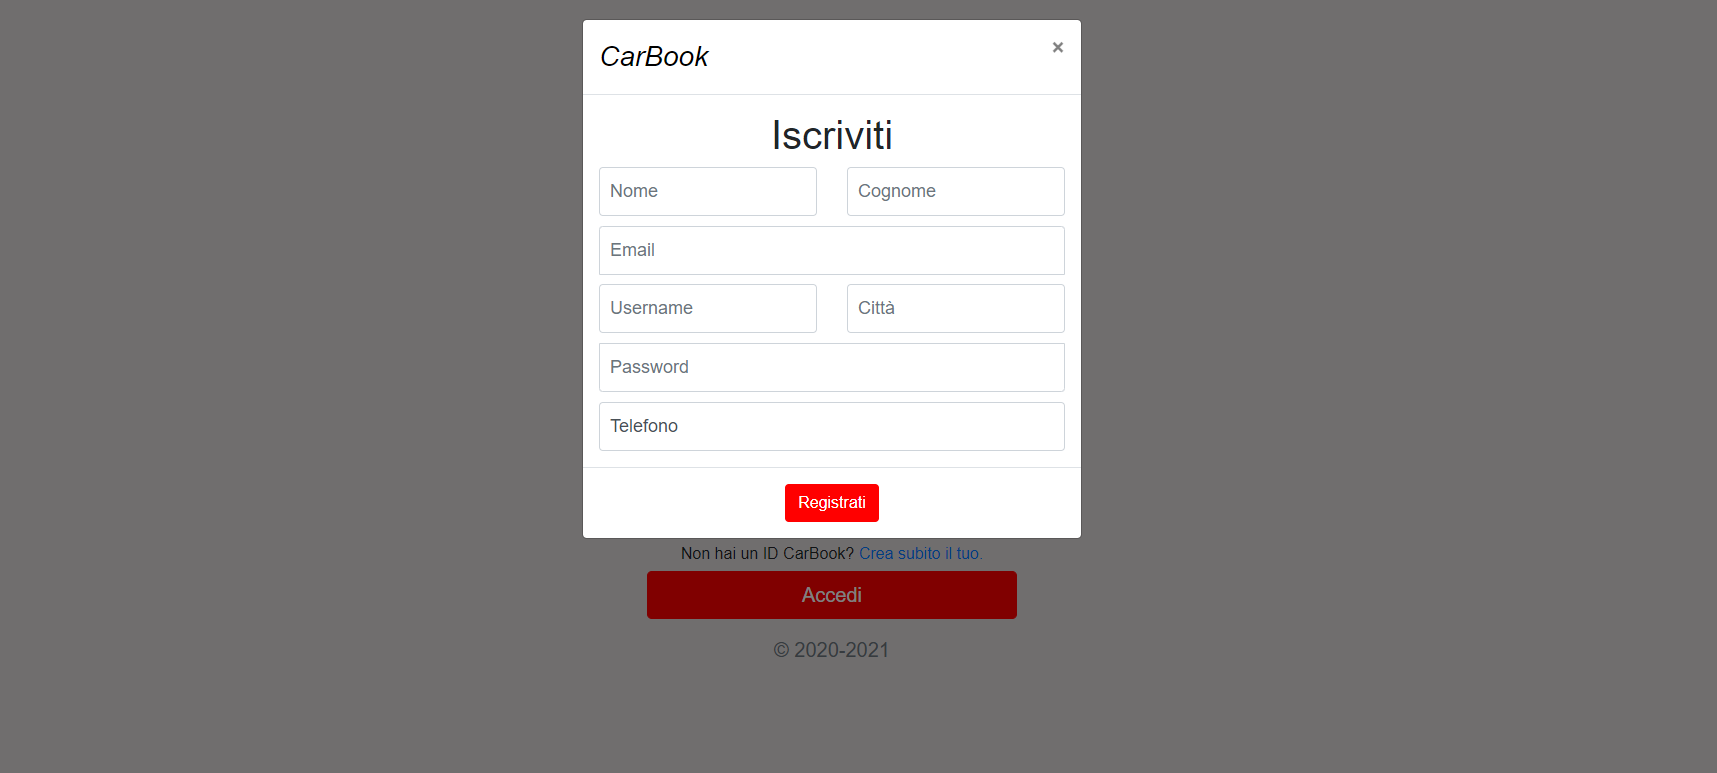 CarBook ×
Iscriviti
Nome Cognome
Email
Username Città
Password
Telefono
Registrati
Non hai un ID CarBook? Crea subito il tuo.
Accedi
© 2020-2021